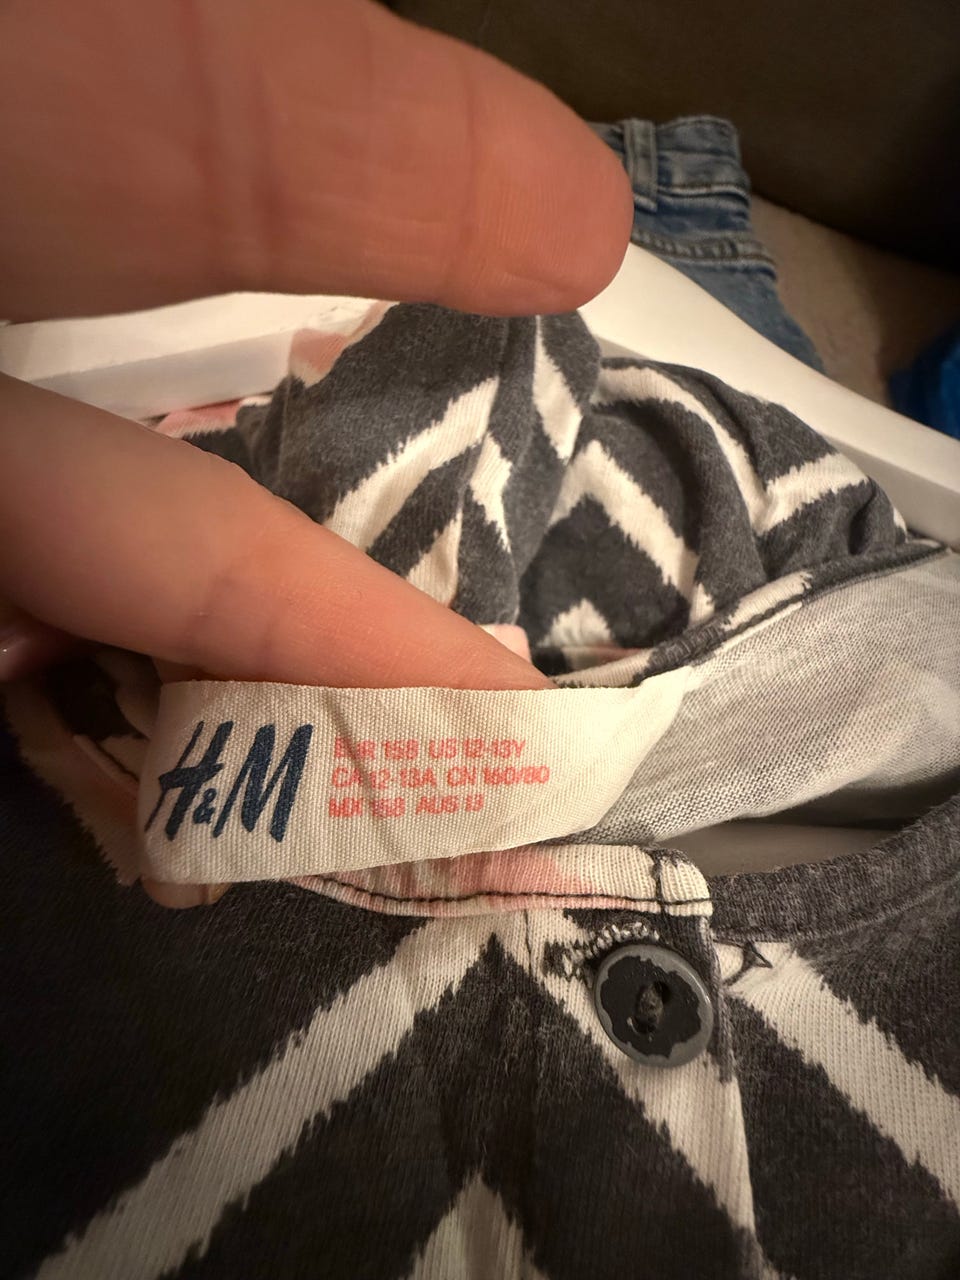 H&M
EUR 158 US 12-13Y
CA 12-13A CN 160/80
MX 158 AUS 13